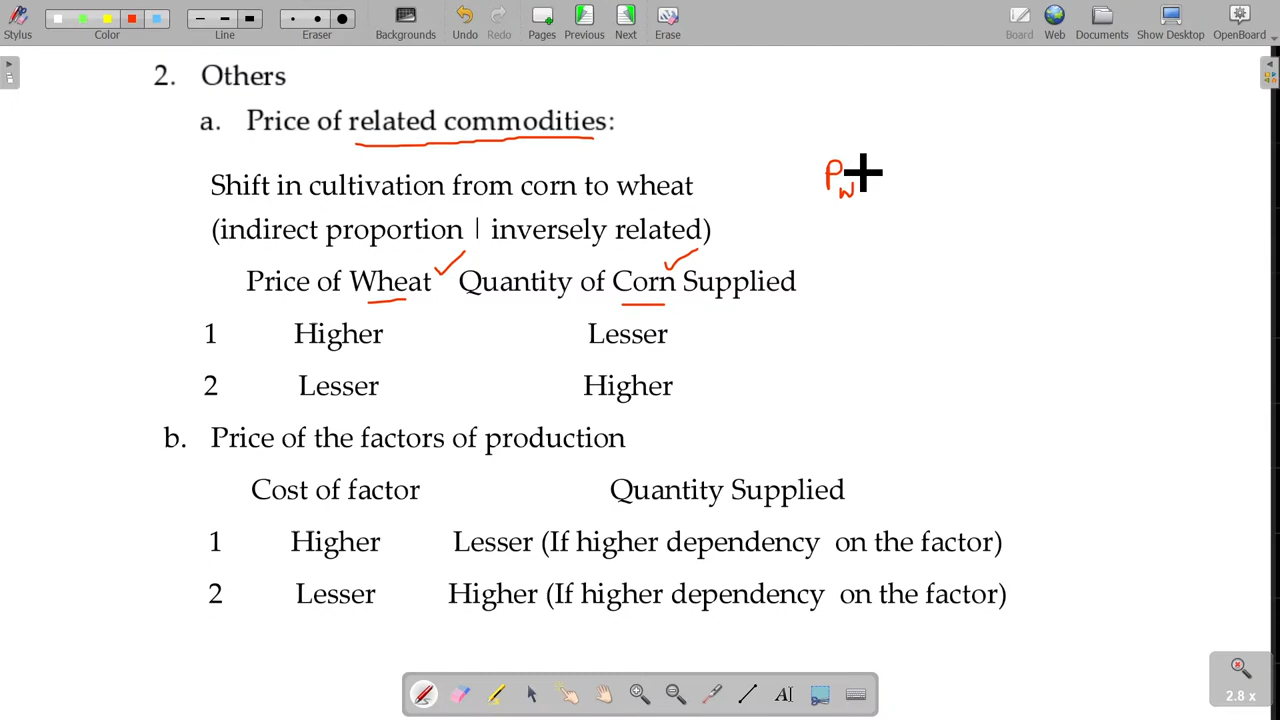 Stylus Color Line Eraser Backgrounds Undo Redo Pages Previous Next Erase Board Web Documents Show Desktop OpenBoard
2. Others
a. Price of related commodities:
Shift in cultivation from corn to wheat
P w
(indirect proportion | inversely related)
Price of Wheat Quantity of Corn Supplied
1 Higher Lesser
2 Lesser Higher
b. Price of the factors of production
Cost of factor Quantity Supplied
1 Higher Lesser (If higher dependency on the factor)
2 Lesser Higher (If higher dependency on the factor)
2.8 x